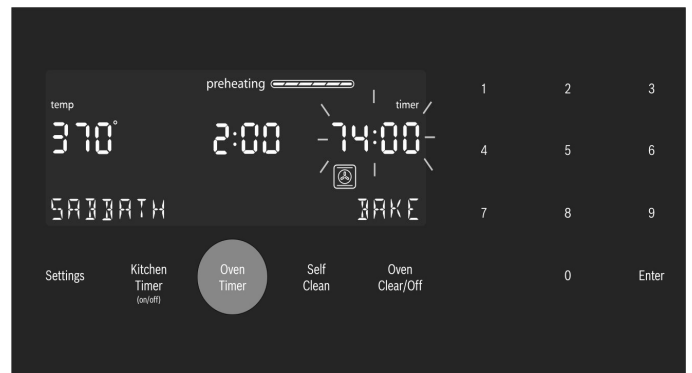 preheating
temp
timer
370°
2:00
74:00
SABBATH
BAKE
1 2 3
4 5 6
7 8 9
0 Enter
Settings
Kitchen
Timer
(on/off)
Oven
Timer
Self
Clean
Oven
Clear/Off